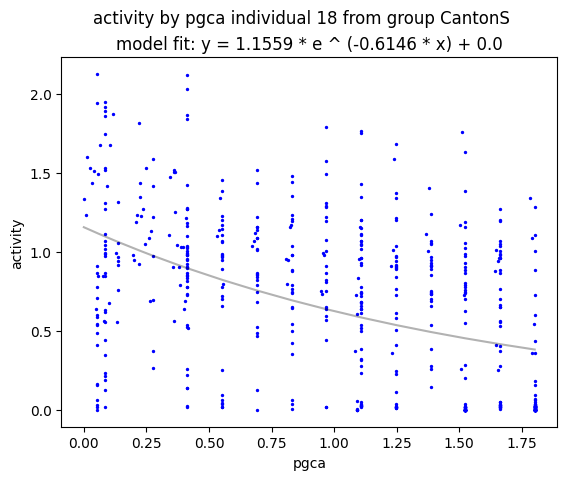 activity by pgca individual 18 from group CantonS
model fit: y = 1.1559 * e ^ (-0.6146 * x) + 0.0
2.0
1.5
activity
1.0
0.5
0.0
0.00 0.25 0.50 0.75 1.00 1.25 1.50 1.75
pgca